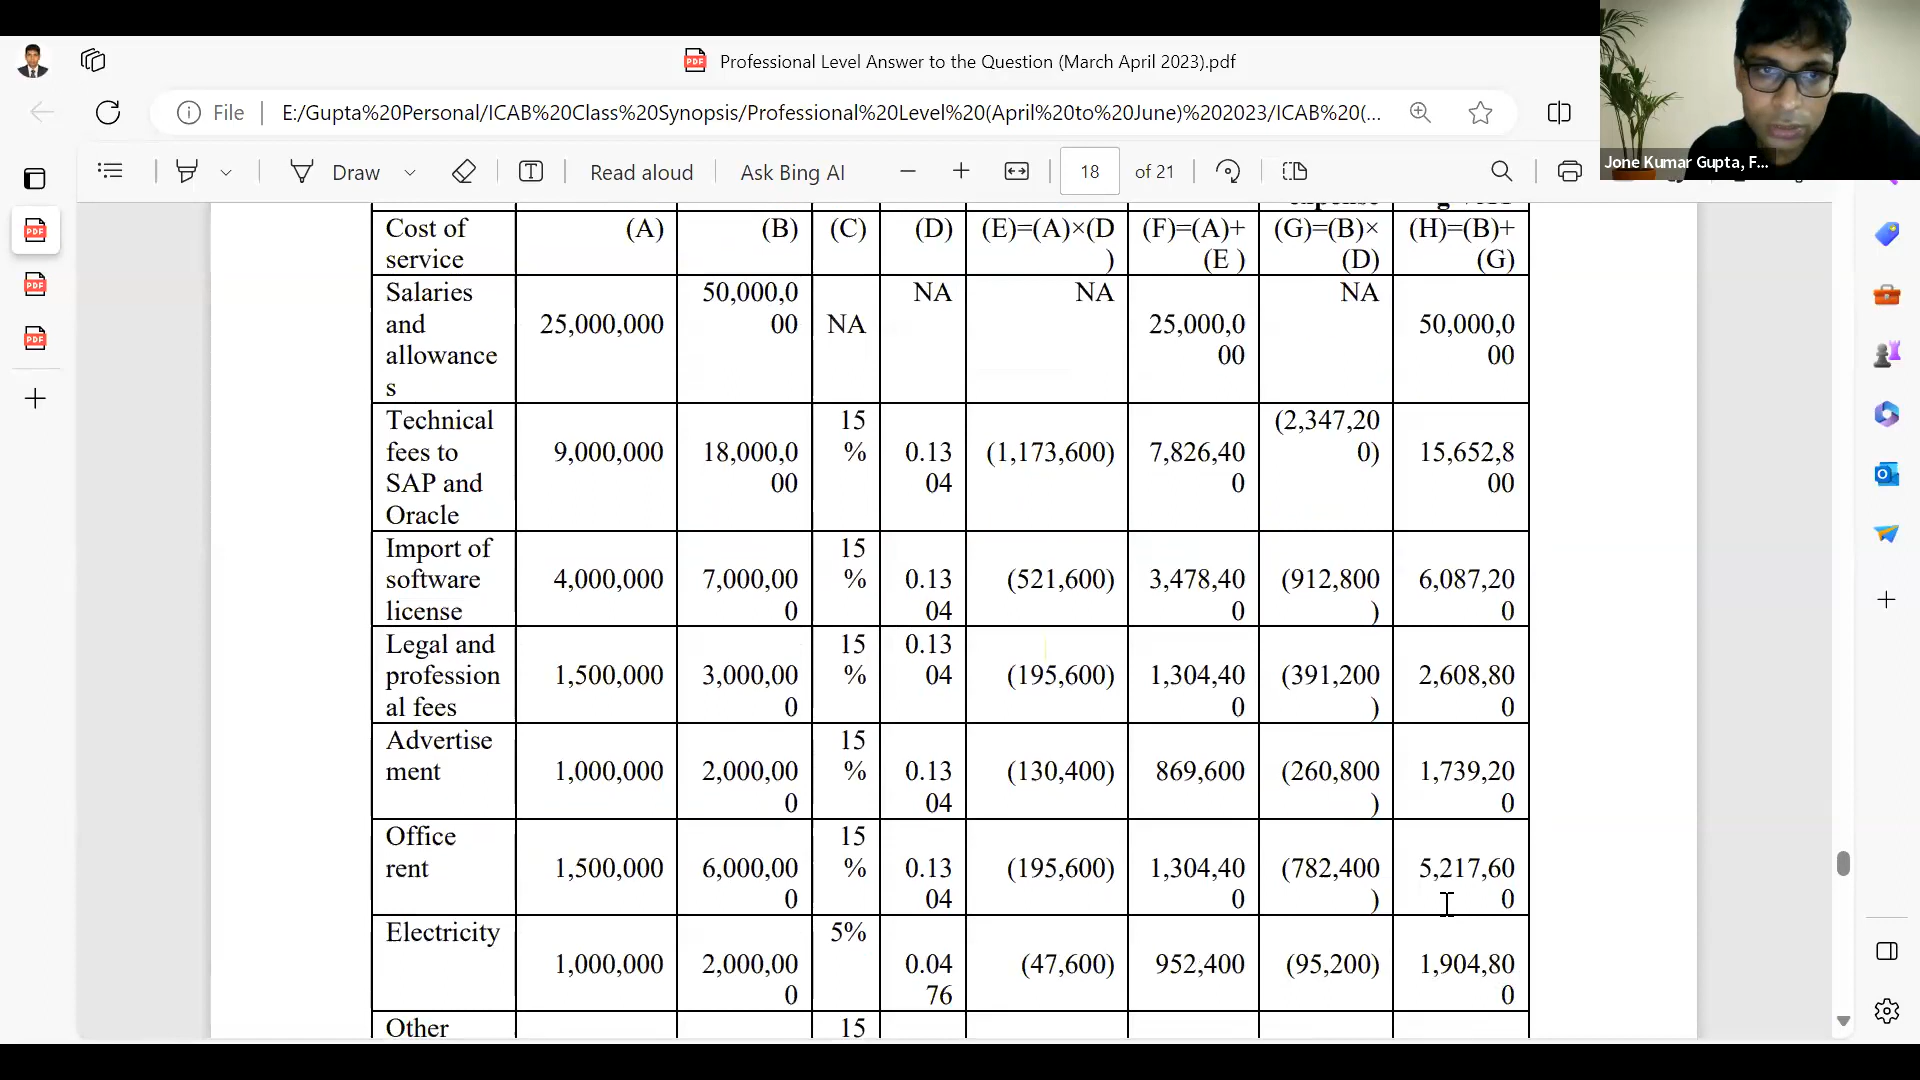 Professional Level Answer to the Question (March April 2023).pdf
File E:/Gupta%20Personal/ICAB%20Class%20Synopsis/Professional%20Level%20(April%20to%20June)%202023/ICAB%20(...
Draw Read aloud Ask Bing AI 18 of 21
Jone Kumar Gupta, F...
expense
Cost of service (A) (B) (C) (D) (E)=(A)×(D) (F)=(A)+(E ) (G)=(B)×(D) (H)=(B)+(G)
Salaries and allowances 25,000,000 50,000,000 NA NA NA 25,000,000 NA 50,000,000
Technical fees to SAP and Oracle 9,000,000 18,000,000 15% 0.1304 (1,173,600) 7,826,400 (2,347,200) 15,652,800
Import of software license 4,000,000 7,000,000 15% 0.1304 (521,600) 3,478,400 (912,800) 6,087,200
Legal and professional fees 1,500,000 3,000,000 15% 0.1304 (195,600) 1,304,400 (391,200) 2,608,800
Advertisement 1,000,000 2,000,000 15% 0.1304 (130,400) 869,600 (260,800) 1,739,200
Office rent 1,500,000 6,000,000 15% 0.1304 (195,600) 1,304,400 (782,400) 5,217,600
Electricity 1,000,000 2,000,000 5% 0.0476 (47,600) 952,400 (95,200) 1,904,800
Other 15